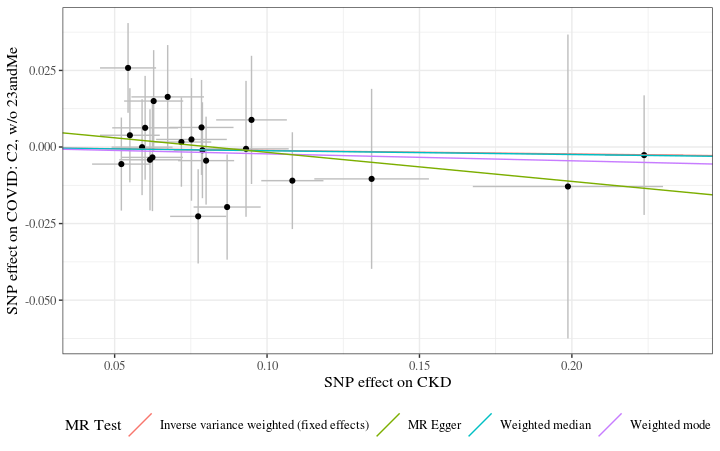 SNP effect on COVID: C2, w/o 23andMe
0.025
0.000
-0.025
-0.050
0.05
0.10
0.15
0.20
SNP effect on CKD
MR Test
Inverse variance weighted (fixed effects)
MR Egger
Weighted median
Weighted mode